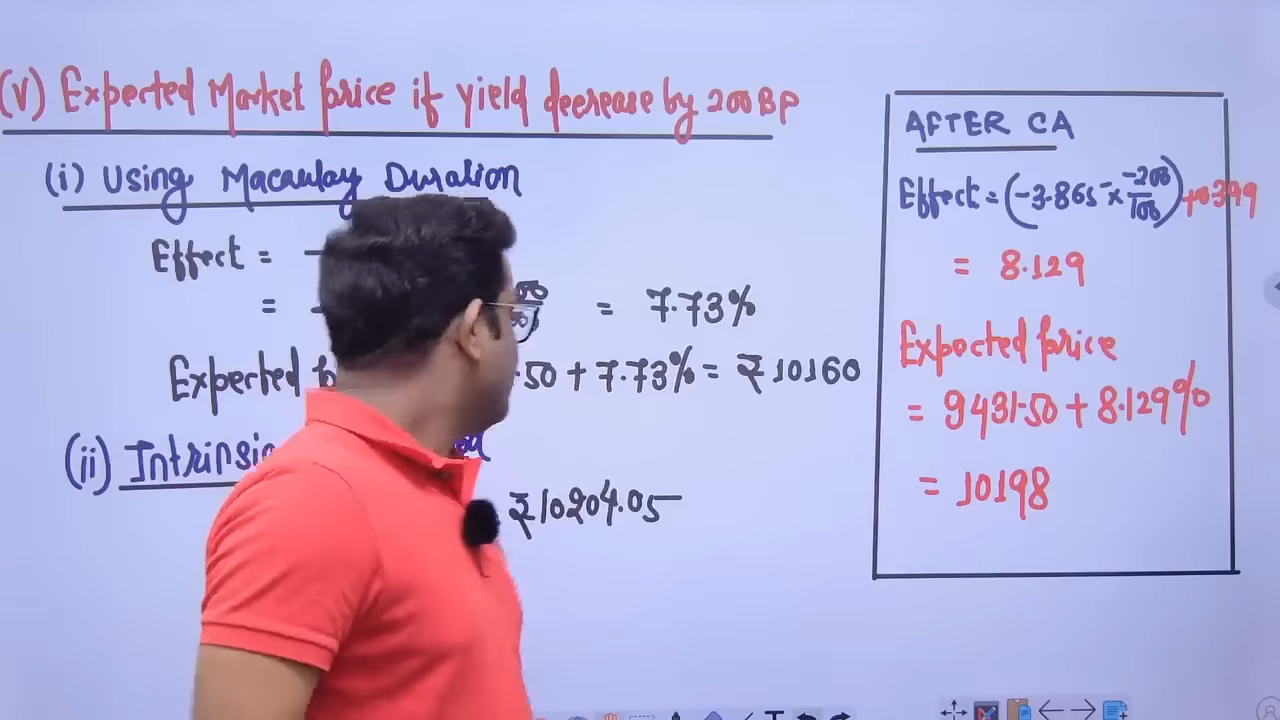 (V) Expected Market price if yield decrease by 200 BP
(i) Using Macaulay Duration
Effect = -
= = 7.73%
Expected .50 + 7.73% = ₹10160
(ii) Intrinsic
₹10204.05
AFTER CA
Effect = (-3.865 × -200/100) + 0.399
= 8.129
Expected price
= 9431.50 + 8.129%
= 10198